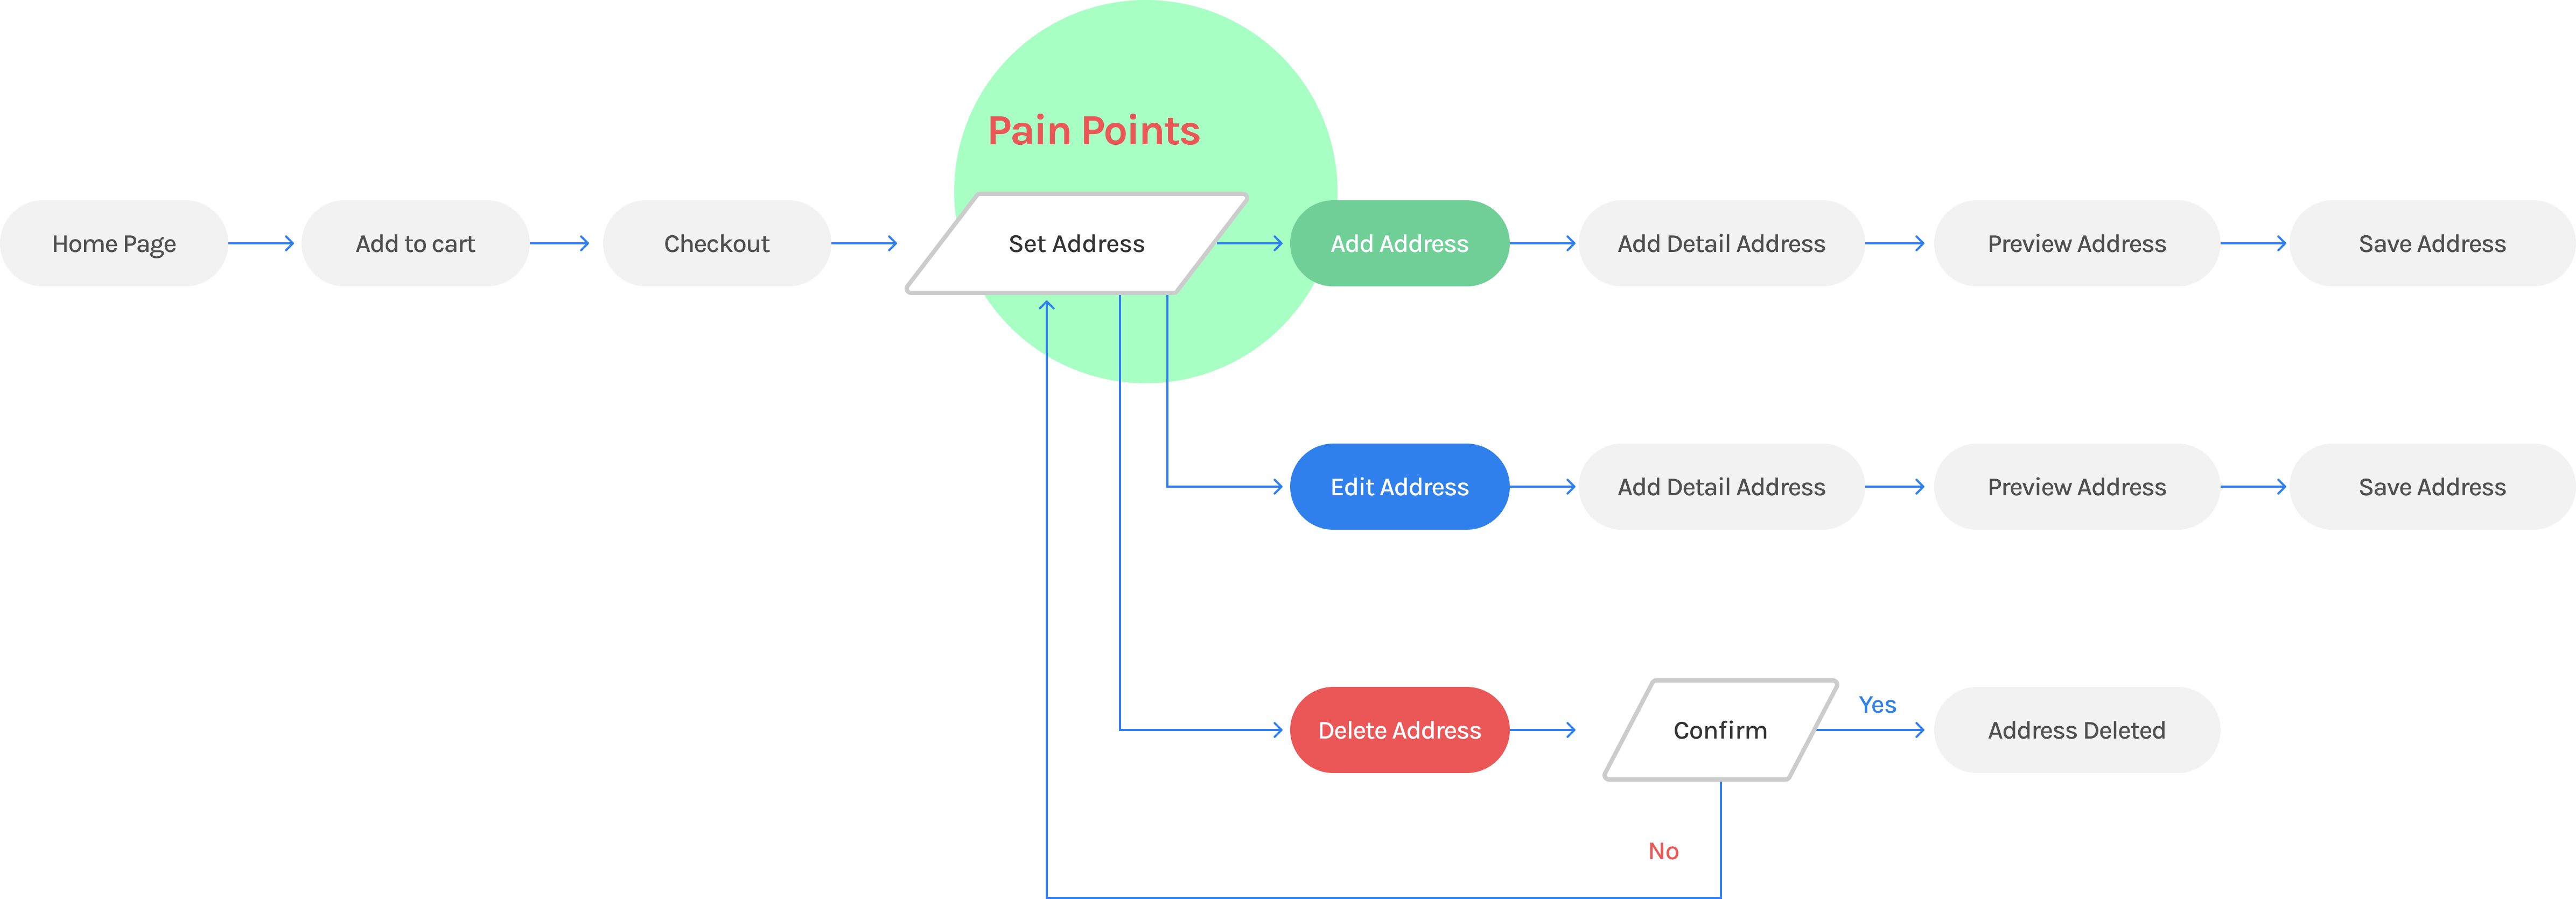 Pain Points
Home Page
Add to cart
Checkout
Set Address
Add Address
Add Detail Address
Preview Address
Save Address
Edit Address
Add Detail Address
Preview Address
Save Address
Delete Address
Confirm
Yes
Address Deleted
No